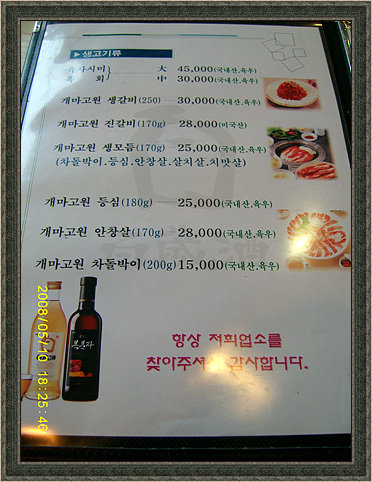 ▶ 생고기류
육사시미 大 45,000(국내산.육우)
육 회 中 30,000(국내산.육우)
개마고원 생갈비(250) - 30,000(국내산.육우)
개마고원 진갈비(170g) - 28,000(미국산)
개마고원 생모듬(170g) - 25,000(국내산.육우)
(차돌박이.등심.안창살.살치살.치맛살)
개마고원 등심(180g) - 25,000(국내산.육우)
개마고원 안창살(170g) - 28,000(국내산.육우)
개마고원 차돌박이(200g) 15,000(국내산.육우)
항상 저희업소를
찾아주셔 감사합니다.
2008/05/10 18:25:46